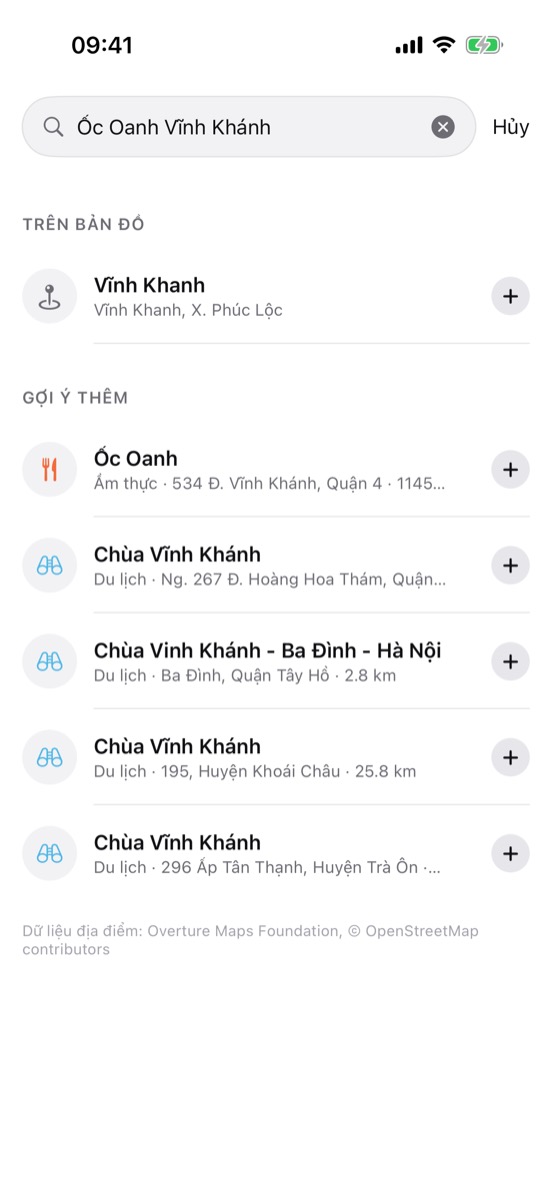 09:41
Ốc Oanh Vĩnh Khánh
Hủy
TRÊN BẢN ĐỒ
Vĩnh Khanh
Vĩnh Khanh, X. Phúc Lộc
GỢI Ý THÊM
Ốc Oanh
Ẩm thực · 534 Đ. Vĩnh Khánh, Quận 4 · 1145...
Chùa Vĩnh Khánh
Du lịch · Ng. 267 Đ. Hoàng Hoa Thám, Quận...
Chùa Vinh Khánh - Ba Đình - Hà Nội
Du lịch · Ba Đình, Quận Tây Hồ · 2.8 km
Chùa Vĩnh Khánh
Du lịch · 195, Huyện Khoái Châu · 25.8 km
Chùa Vĩnh Khánh
Du lịch · 296 Ấp Tân Thạnh, Huyện Trà Ôn ·...
Dữ liệu địa điểm: Overture Maps Foundation, © OpenStreetMap
contributors